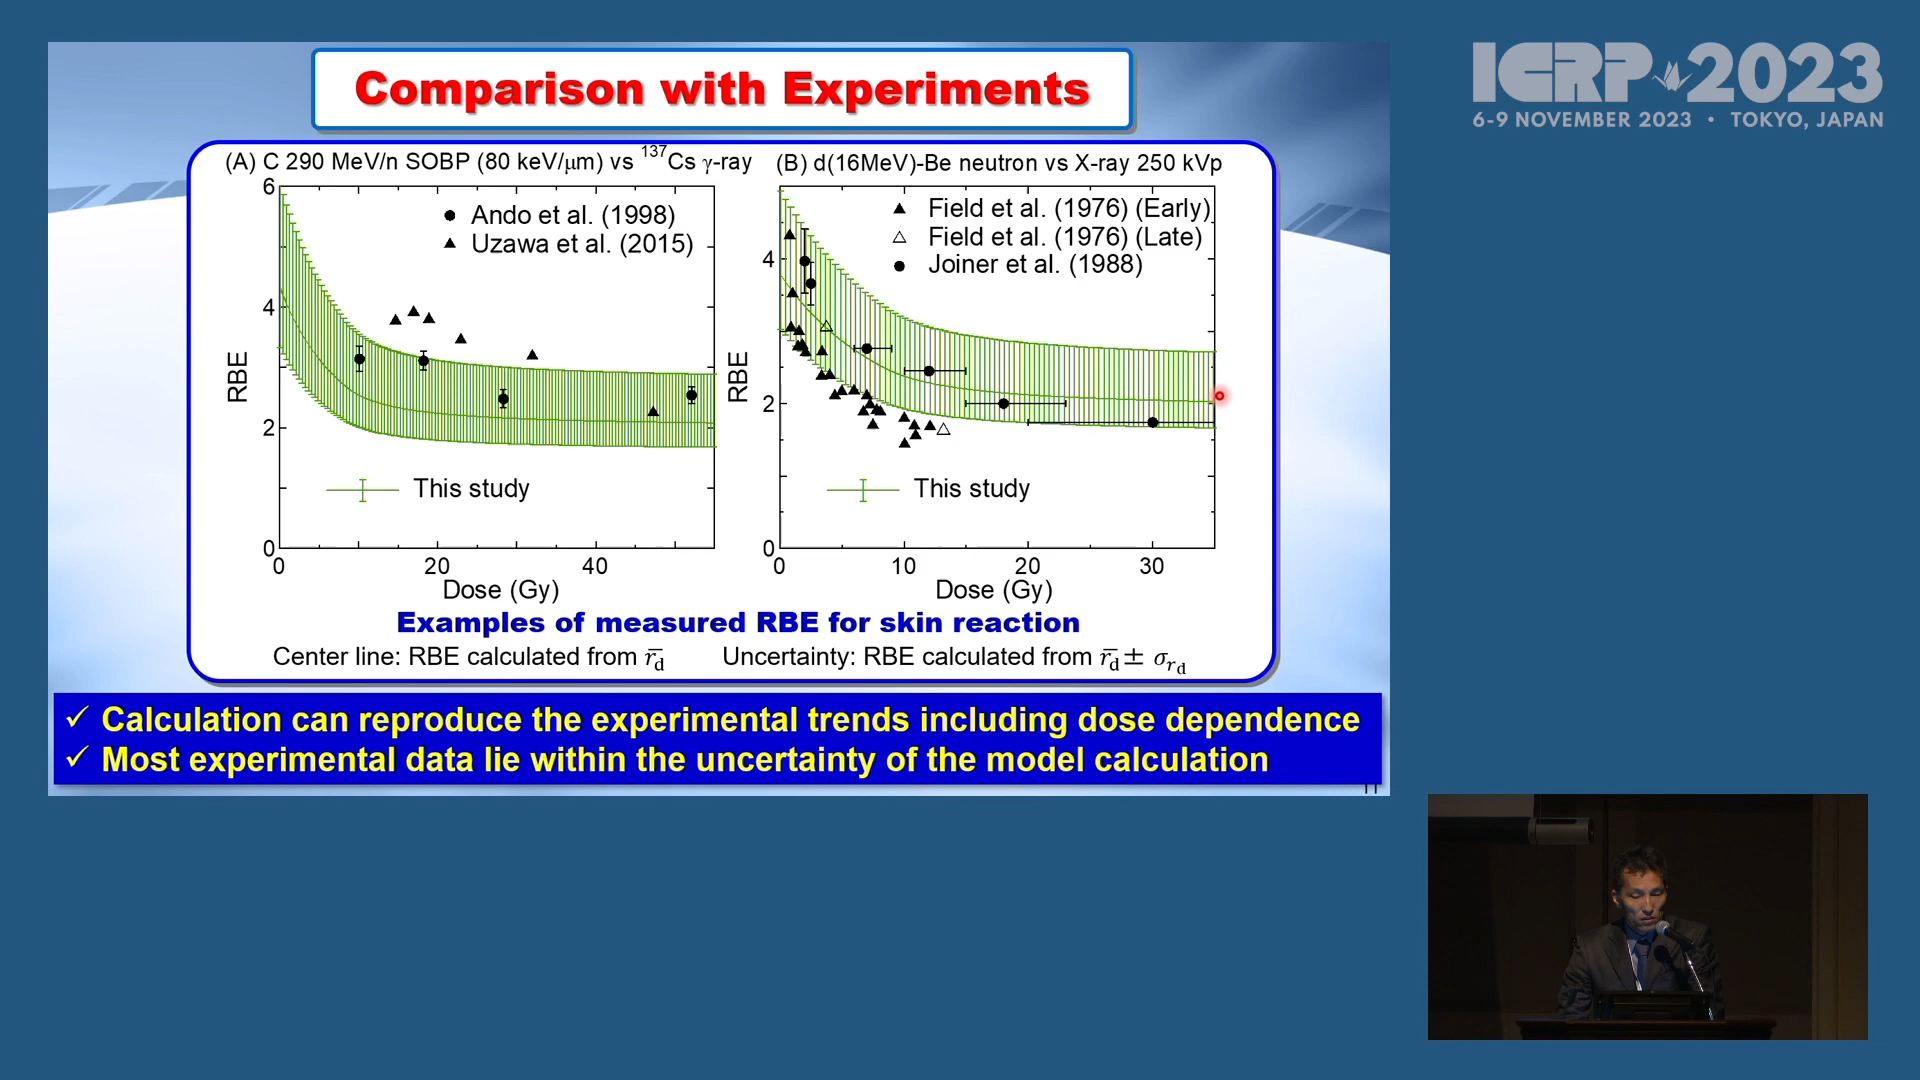 Comparison with Experiments
(A) C 290 MeV/n SOBP (80 keV/μm) vs ¹³⁷Cs γ-ray
6
4
2
0
RBE
Ando et al. (1998)
Uzawa et al. (2015)
This study
0 20 40
Dose (Gy)
(B) d(16MeV)-Be neutron vs X-ray 250 kVp
4
2
0
RBE
Field et al. (1976) (Early)
Field et al. (1976) (Late)
Joiner et al. (1988)
This study
0 10 20 30
Dose (Gy)
Examples of measured RBE for skin reaction
Center line: RBE calculated from r̄d
Uncertainty: RBE calculated from r̄d ± σrd
✓ Calculation can reproduce the experimental trends including dose dependence
✓ Most experimental data lie within the uncertainty of the model calculation
ICRP 2023
6-9 NOVEMBER 2023 • TOKYO, JAPAN